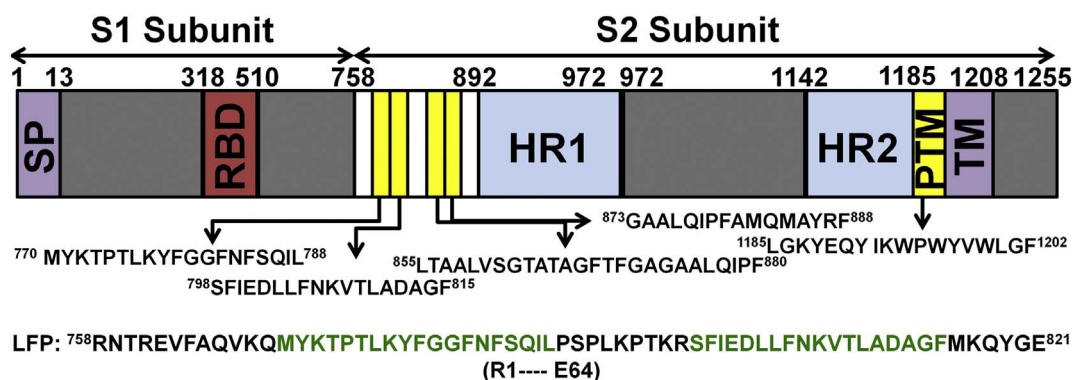 S1 Subunit S2 Subunit
1 13 318 510 758 892 972 972 1142 1185 1208 1255
SP RBD HR1 HR2 PTM TM
873GAALQIPFAMQMAYRF888
1185LGKYEQY IKWPWYVWLGF1202
770 MYKTPTLKYFGGFNFSQIL788
855LTAALVSGTATAGFTFGAGAALQIPF880
798SFIEDLLFNKVTLADAGF815
LFP: 758RNTREVFAQVKQMYKTPTLKYFGGFNFSQILPSPLKPTKRSFIEDLLFNKVTLADAGFMKQYGE821
(R1---- E64)